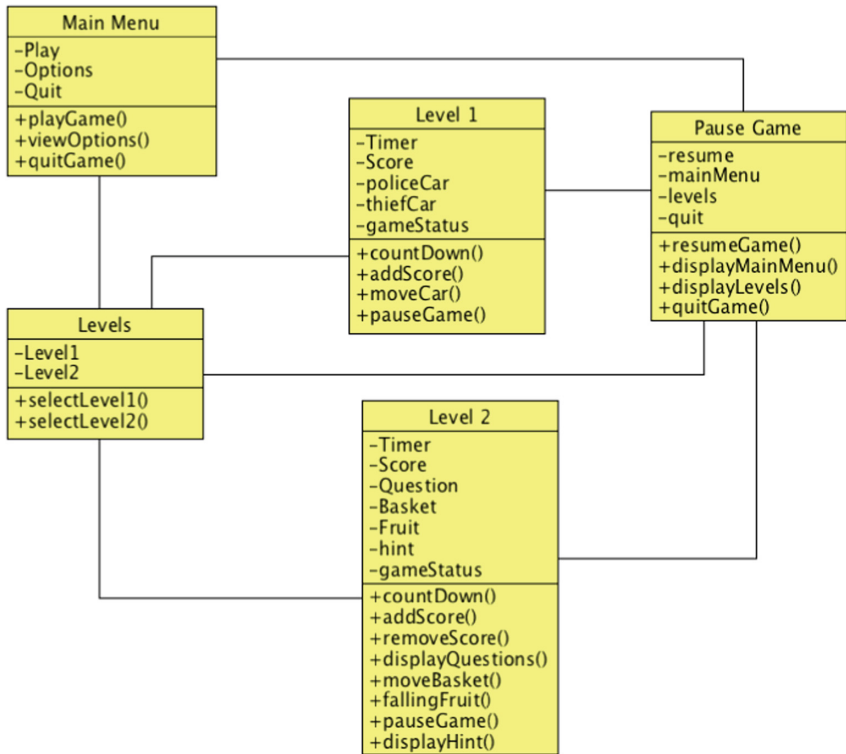 Main Menu
-Play
-Options
-Quit
+playGame()
+viewOptions()
+quitGame()
Level 1
-Timer
-Score
-policeCar
-thiefCar
-gameStatus
+countDown()
+addScore()
+moveCar()
+pauseGame()
Pause Game
-resume
-mainMenu
-levels
-quit
+resumeGame()
+displayMainMenu()
+displayLevels()
+quitGame()
Levels
-Level1
-Level2
+selectLevel1()
+selectLevel2()
Level 2
-Timer
-Score
-Question
-Basket
-Fruit
-hint
-gameStatus
+countDown()
+addScore()
+removeScore()
+displayQuestions()
+moveBasket()
+fallingFruit()
+pauseGame()
+displayHint()